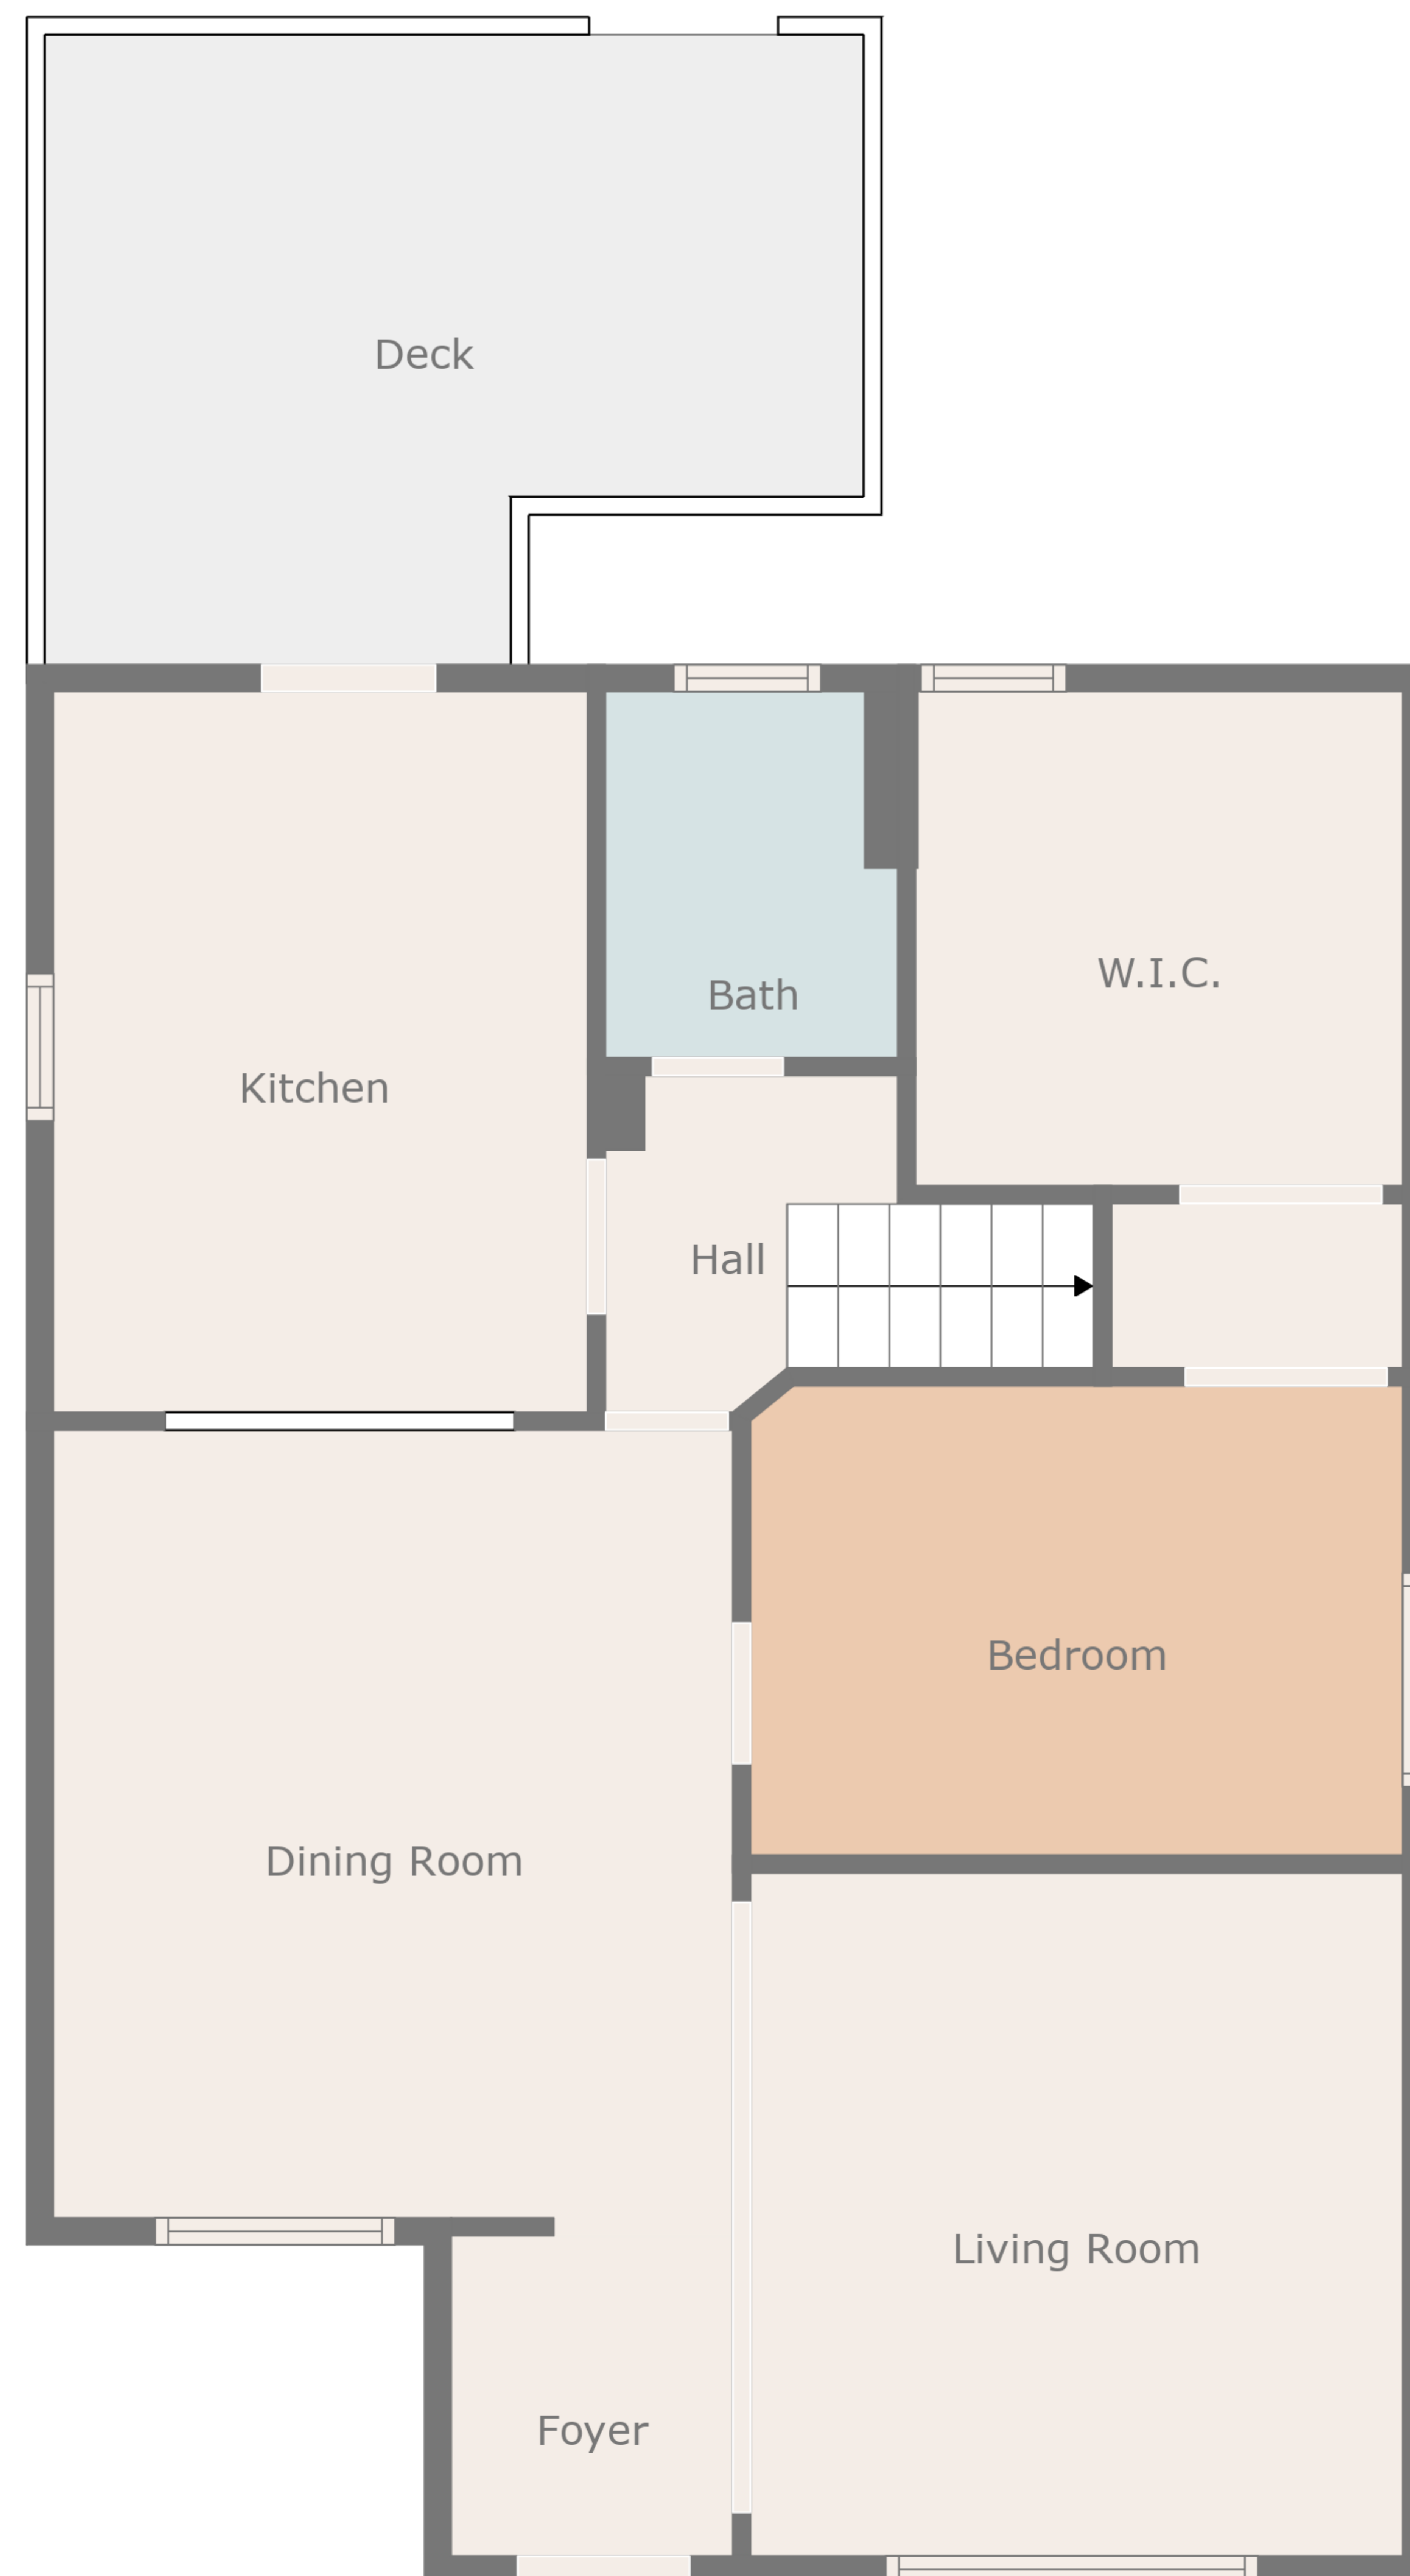 Deck
W.I.C.
Bath
Kitchen
Hall
Bedroom
Dining Room
Living Room
Foyer